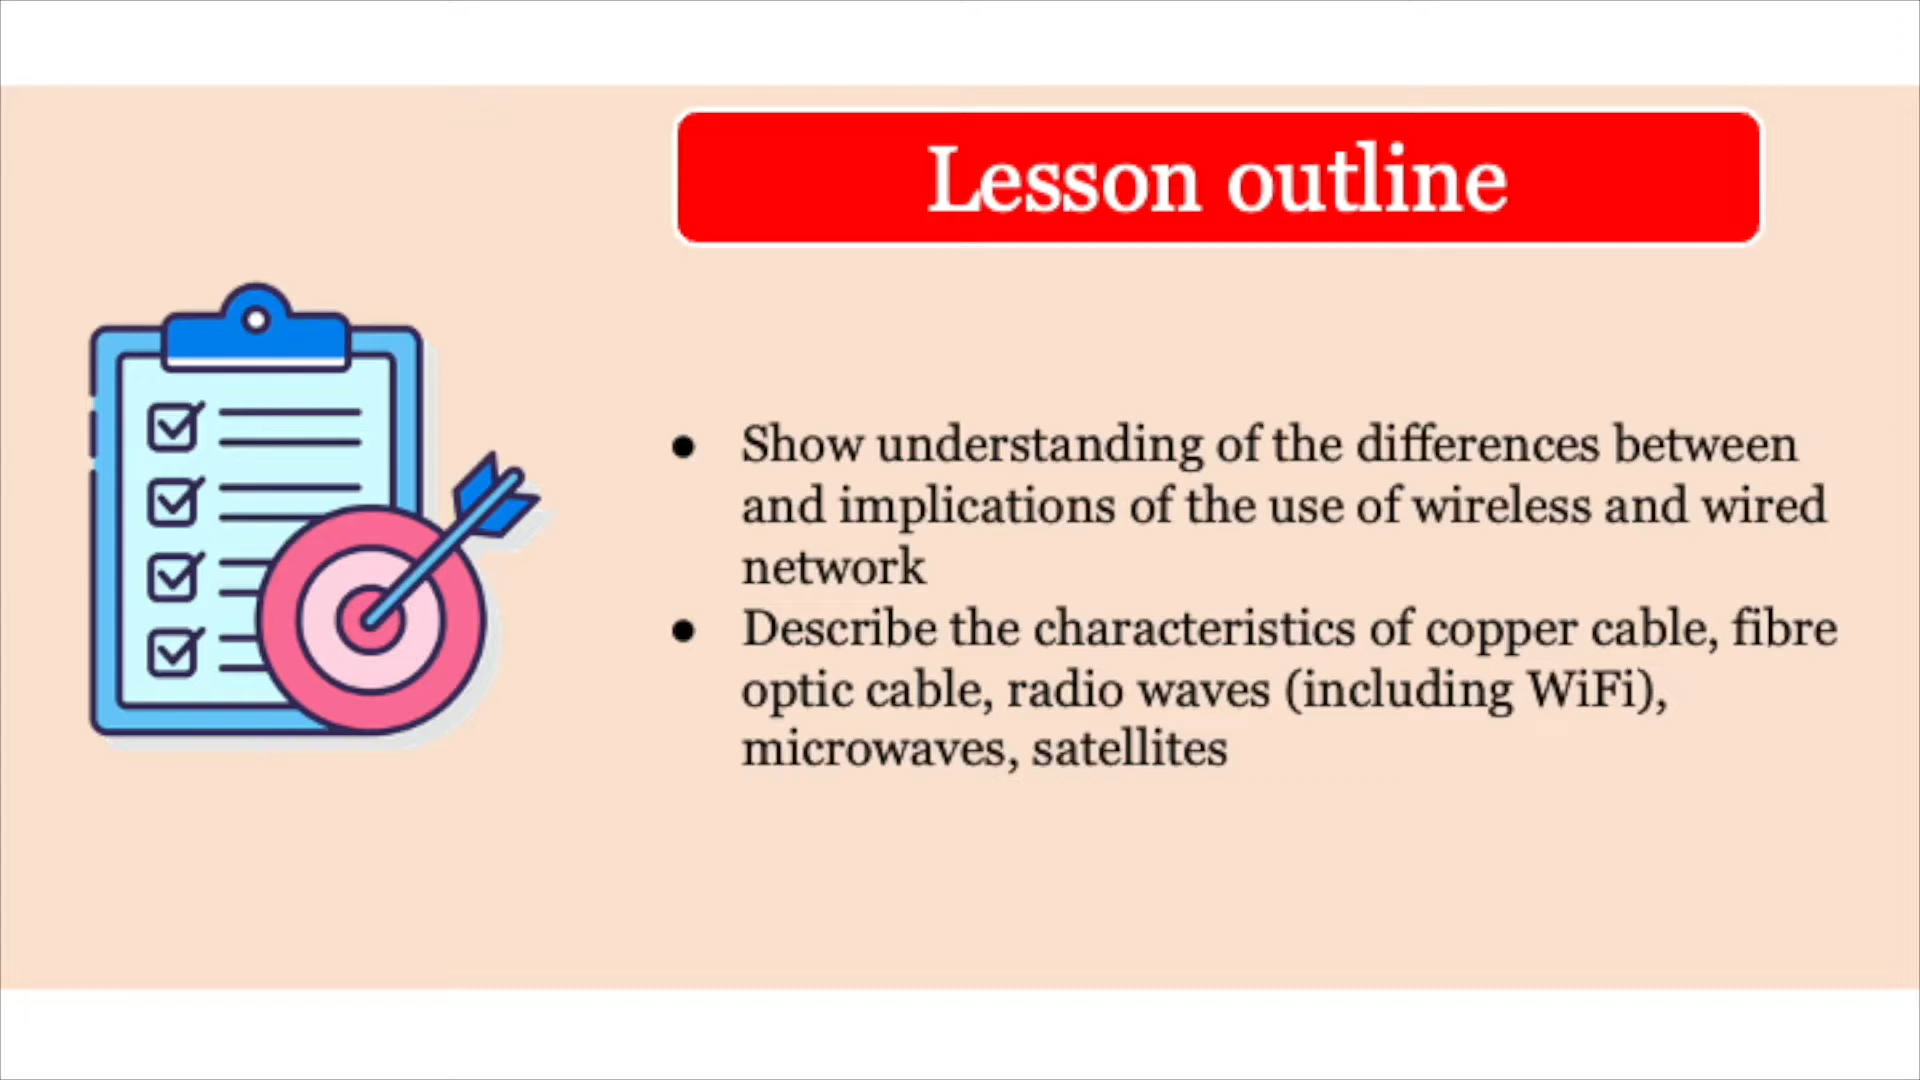 Lesson outline
● Show understanding of the differences between
and implications of the use of wireless and wired
network
● Describe the characteristics of copper cable, fibre
optic cable, radio waves (including WiFi),
microwaves, satellites